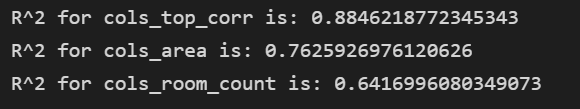 R^2 for cols_top_corr is: 0.8846218772345343
R^2 for cols_area is: 0.7625926976120626
R^2 for cols_room_count is: 0.6416996080349073